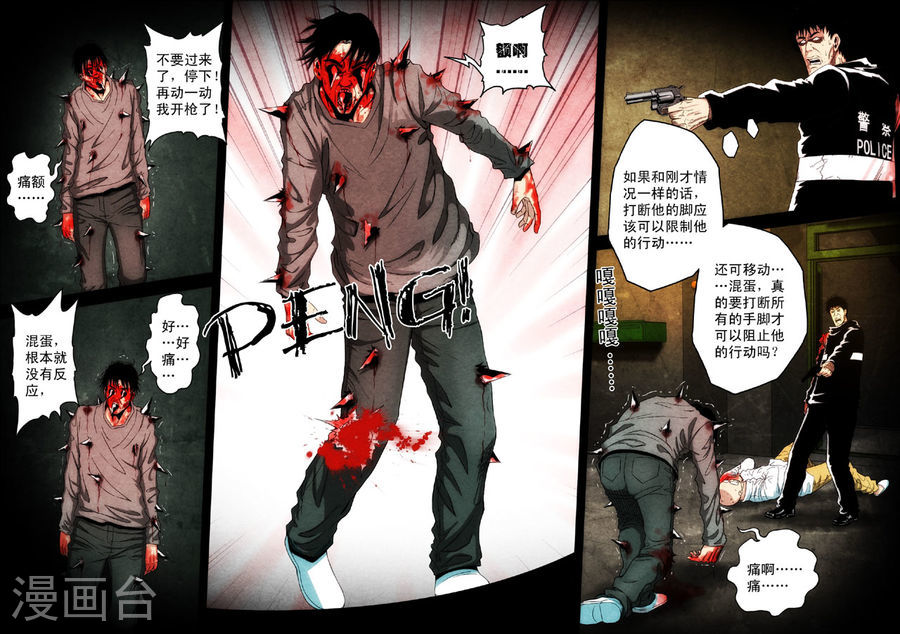 不要过来
了，停下！
再动一动
我开枪了！
痛额
……
混蛋，
根本就
没有反
应，
好……
……好
痛…
……
额啊
……
PENG!
警察
POLICE
如果和刚才情
况一样的话，
打断他的脚应
该可以限制他
的行动……
还可移动…
……混蛋，真
的要打断所
有的手脚才
可以阻止他
的行动吗？
嘎嘎嘎嘎……
痛啊……
痛……
漫画台